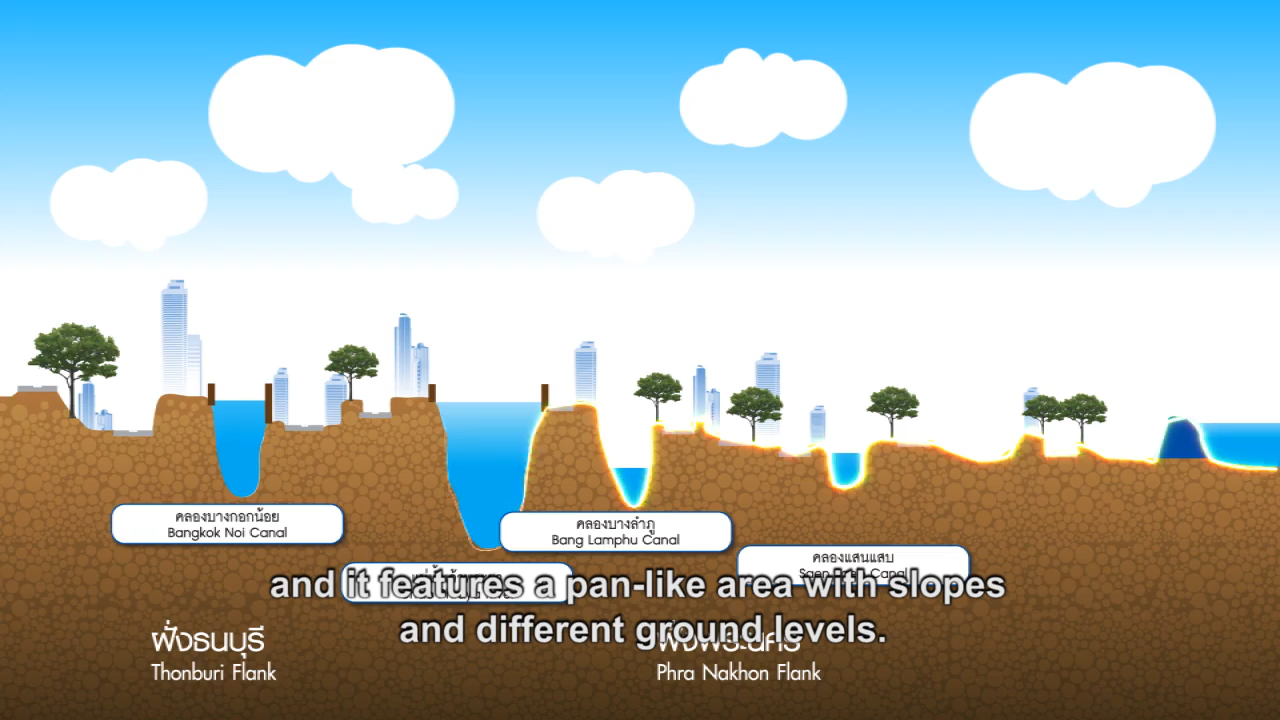 คลองบางกอกน้อย
Bangkok Noi Canal
คลองบางลำภู
Bang Lamphu Canal
คลองแสนแสบ
Canal
and it features a pan-like area with slopes
and different ground levels.
ฝั่งธนบุรี
Thonburi Flank
Phra Nakhon Flank